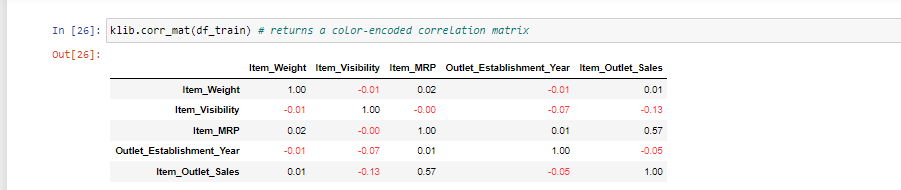 In [26]: klib.corr_mat(df_train) # returns a color-encoded correlation matrix
Out[26]:
Item_Weight Item_Visibility Item_MRP Outlet_Establishment_Year Item_Outlet_Sales
Item_Weight 1.00 -0.01 0.02 -0.01 0.01
Item_Visibility -0.01 1.00 -0.00 -0.07 -0.13
Item_MRP 0.02 -0.00 1.00 0.01 0.57
Outlet_Establishment_Year -0.01 -0.07 0.01 1.00 -0.05
Item_Outlet_Sales 0.01 -0.13 0.57 -0.05 1.00